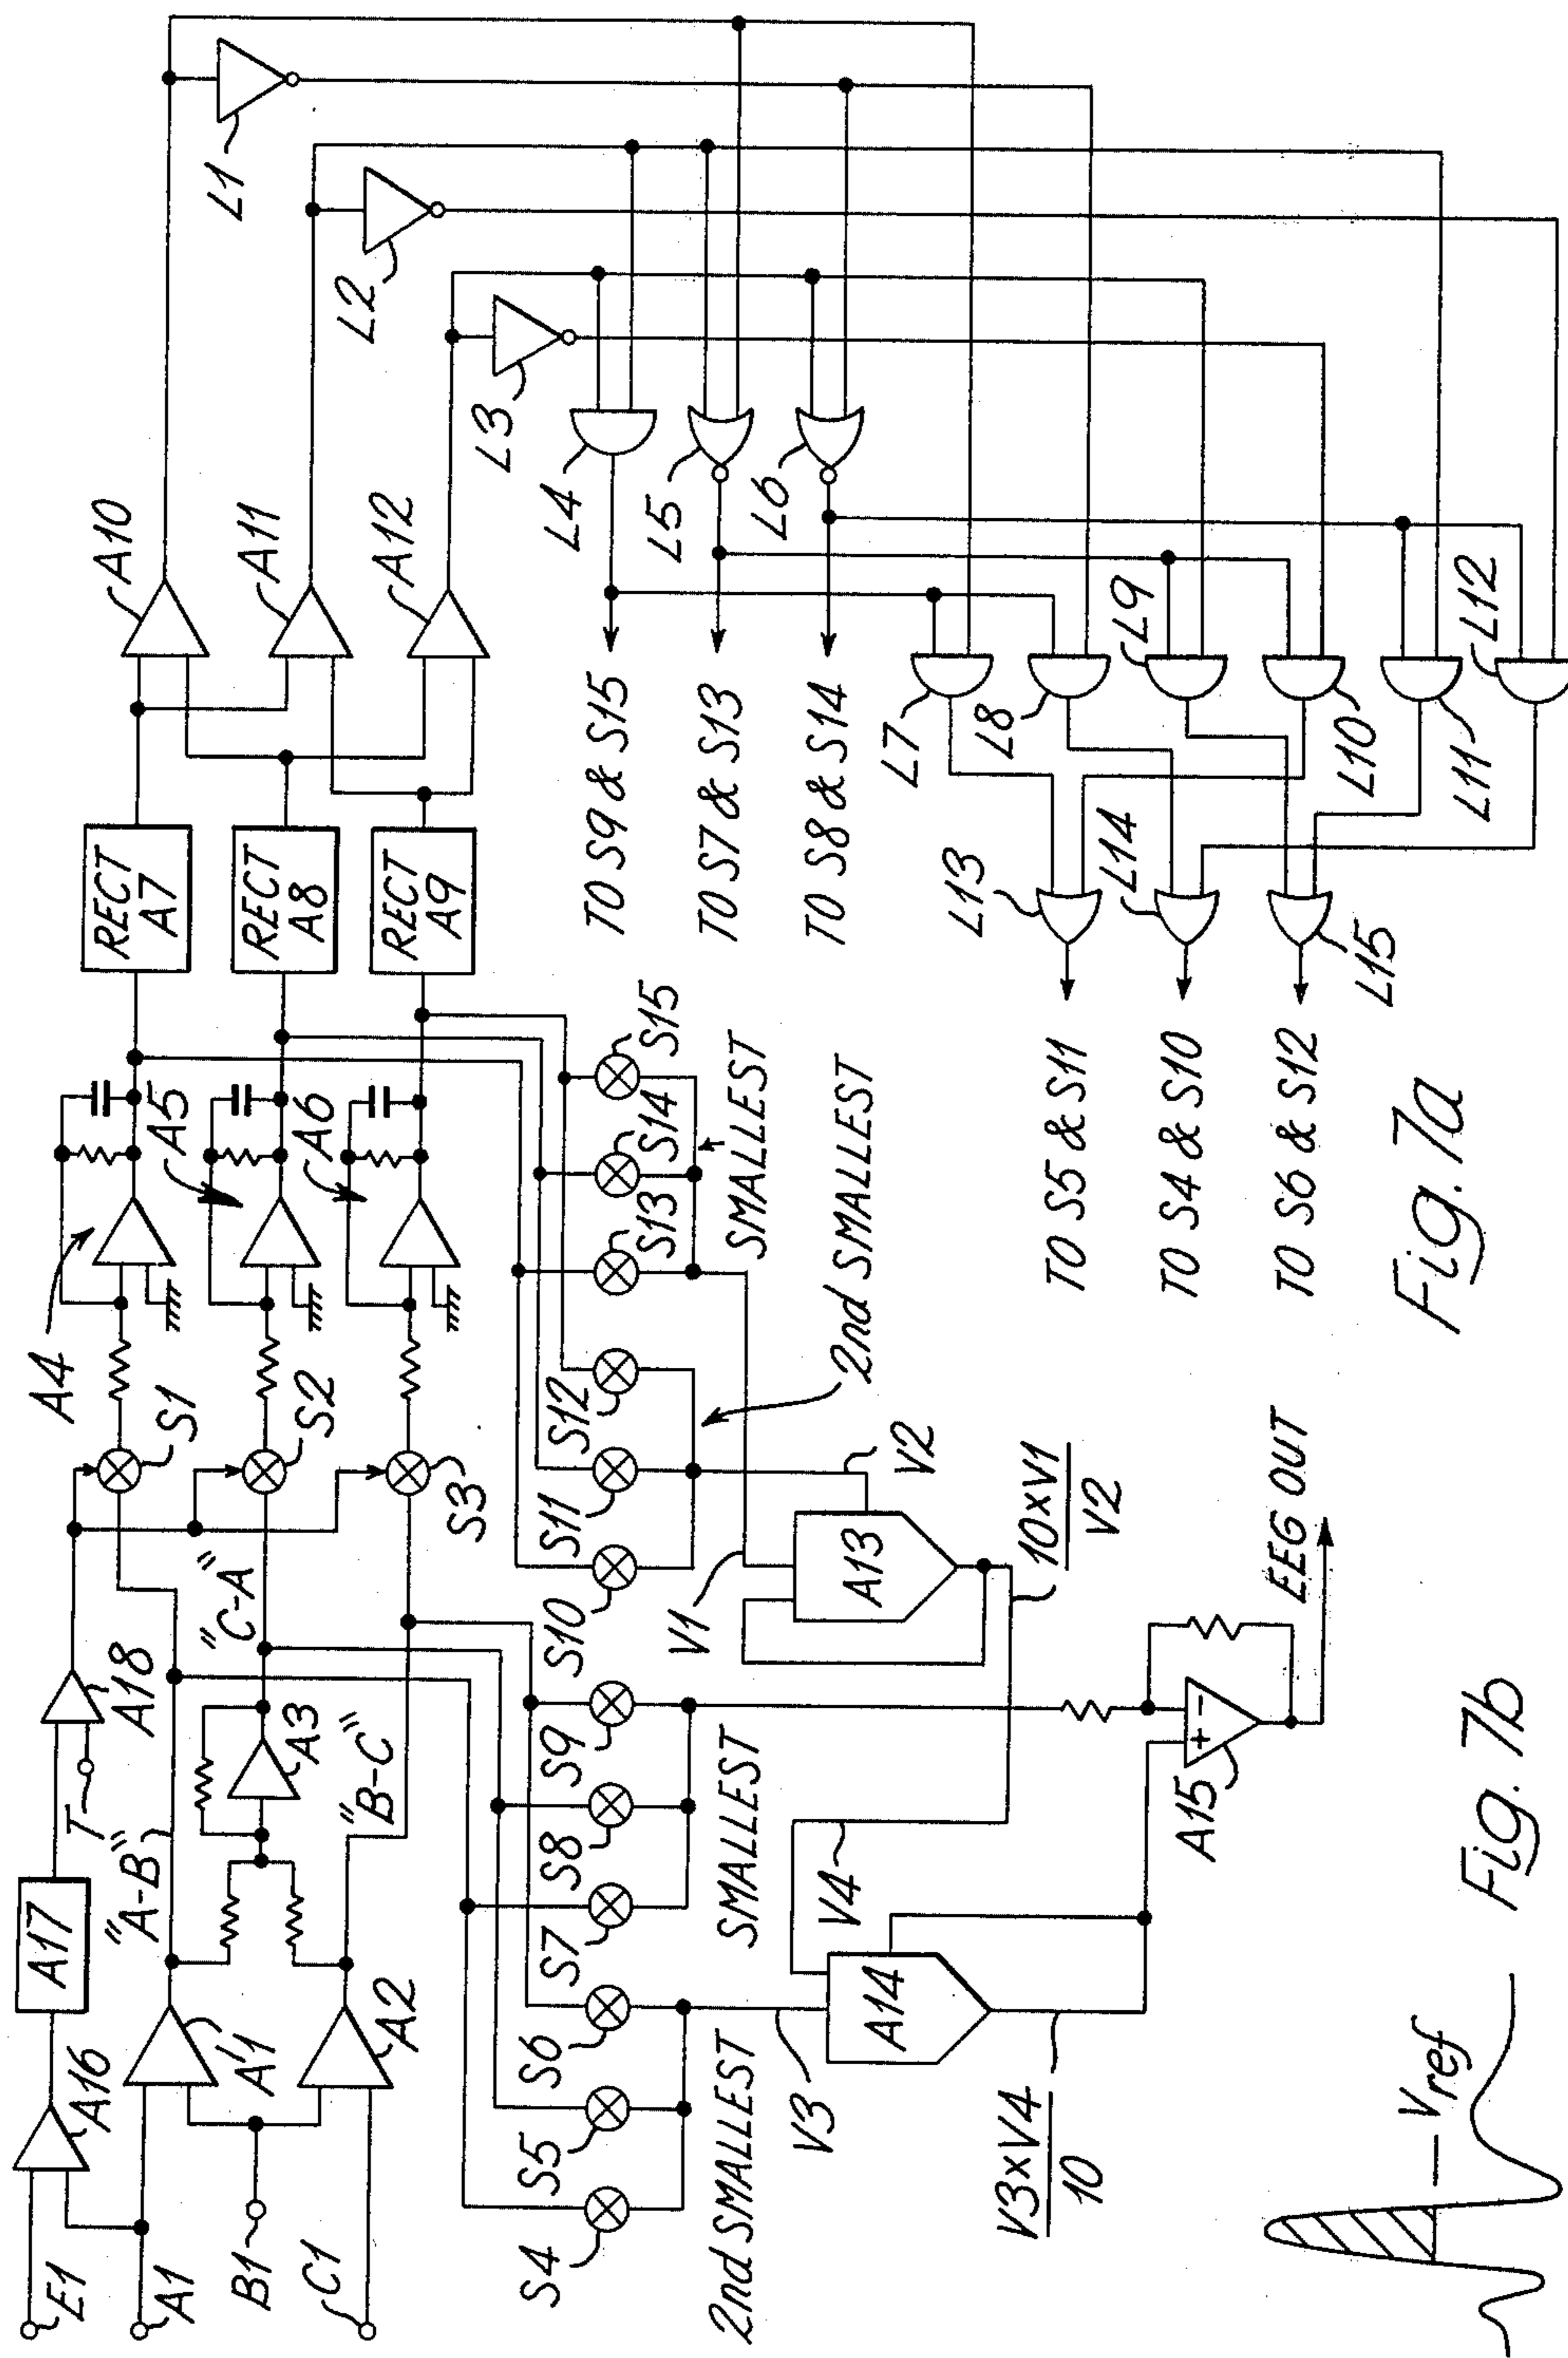 E1
A16
A17
T
A18
A1
A1
"A-B"
B1
A2
C1
A3
"C-A"
"B-C"
S1
S2
S3
A4
A5
A6
RECT
A7
RECT
A8
RECT
A9
A10
A11
A12
L1
L2
L3
L4
L5
L6
TO S9 & S15
TO S7 & S13
TO S8 & S14
S4
S5
S6
2nd SMALLEST
S7
S8
S9
SMALLEST
S10
S11
S12
2nd SMALLEST
S13
S14
S15
SMALLEST
V1
V2
A13
10×V1
V2
V3
V4
A14
V3×V4
10
A15
+
−
EEG OUT
L7
L8
L9
L10
L11
L12
L13
L14
L15
TO S5 & S11
TO S4 & S10
TO S6 & S12
Vref
Fig. 7b
Fig. 7a